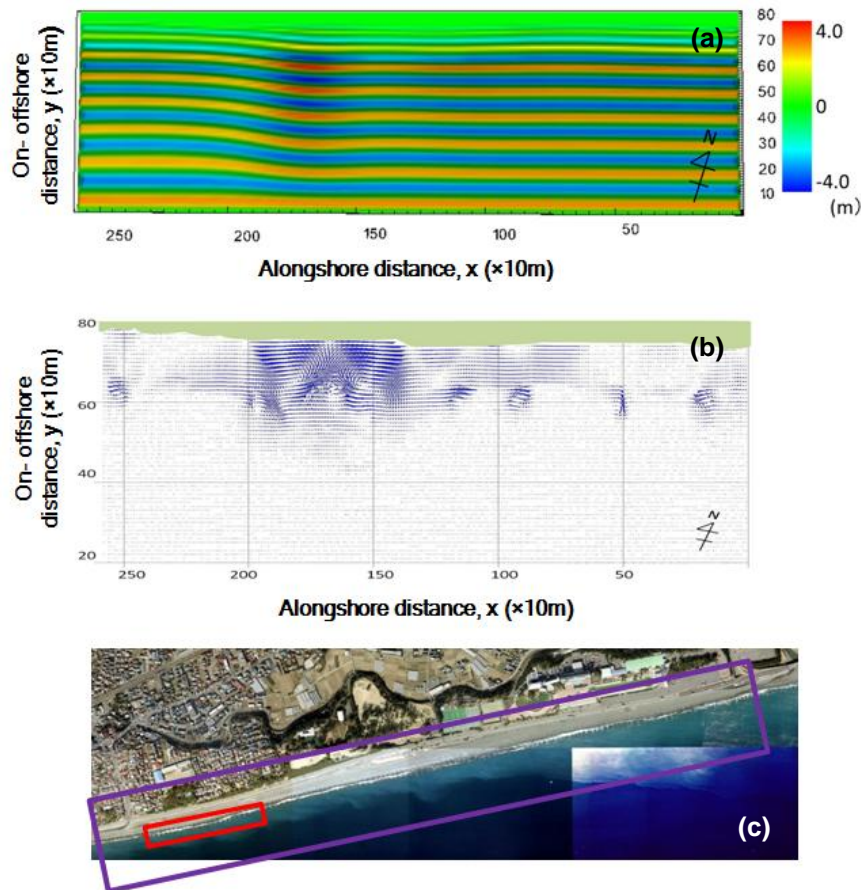 (a)
80
70
60
50
40
30
20
10
4.0
0
-4.0
(m)
N
On- offshore
distance, y (×10m)
250
200
150
100
50
Alongshore distance, x (×10m)
(b)
80
60
40
20
N
On- offshore
distance, y (×10m)
250
200
150
100
50
Alongshore distance, x (×10m)
(c)